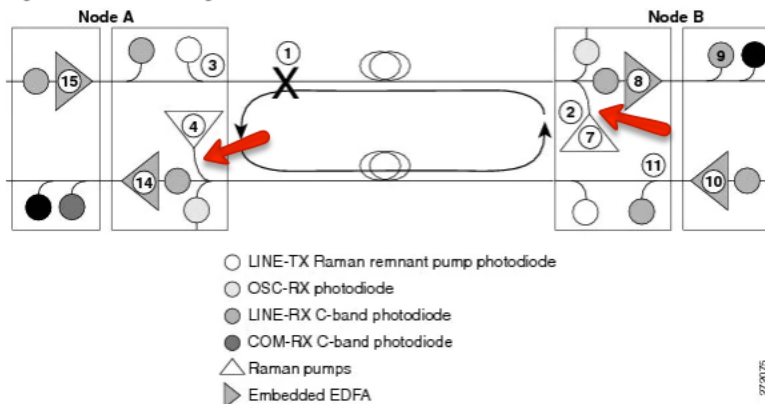 Node A
Node B
1
15
3
8
9
4
2
7
14
11
10
LINE-TX Raman remnant pump photodiode
OSC-RX photodiode
LINE-RX C-band photodiode
COM-RX C-band photodiode
Raman pumps
Embedded EDFA
272075